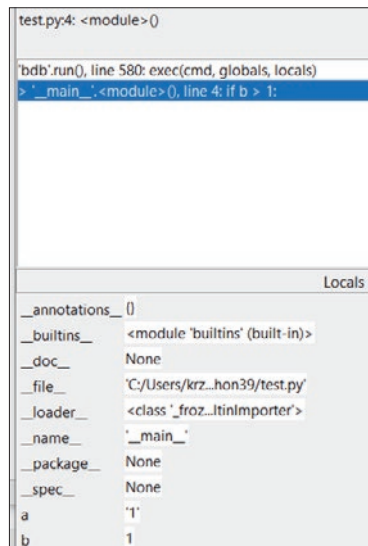 test.py:4: <module>()
'bdb'.run(), line 580: exec(cmd, globals, locals)
> '__main__'.<module>(), line 4: if b > 1:
Locals
__annotations__ {}
__builtins__ <module 'builtins' (built-in)>
__doc__ None
__file__ 'C:/Users/krz...hon39/test.py'
__loader__ <class '_froz...ltinImporter'>
__name__ '__main__'
__package__ None
__spec__ None
a '1'
b 1